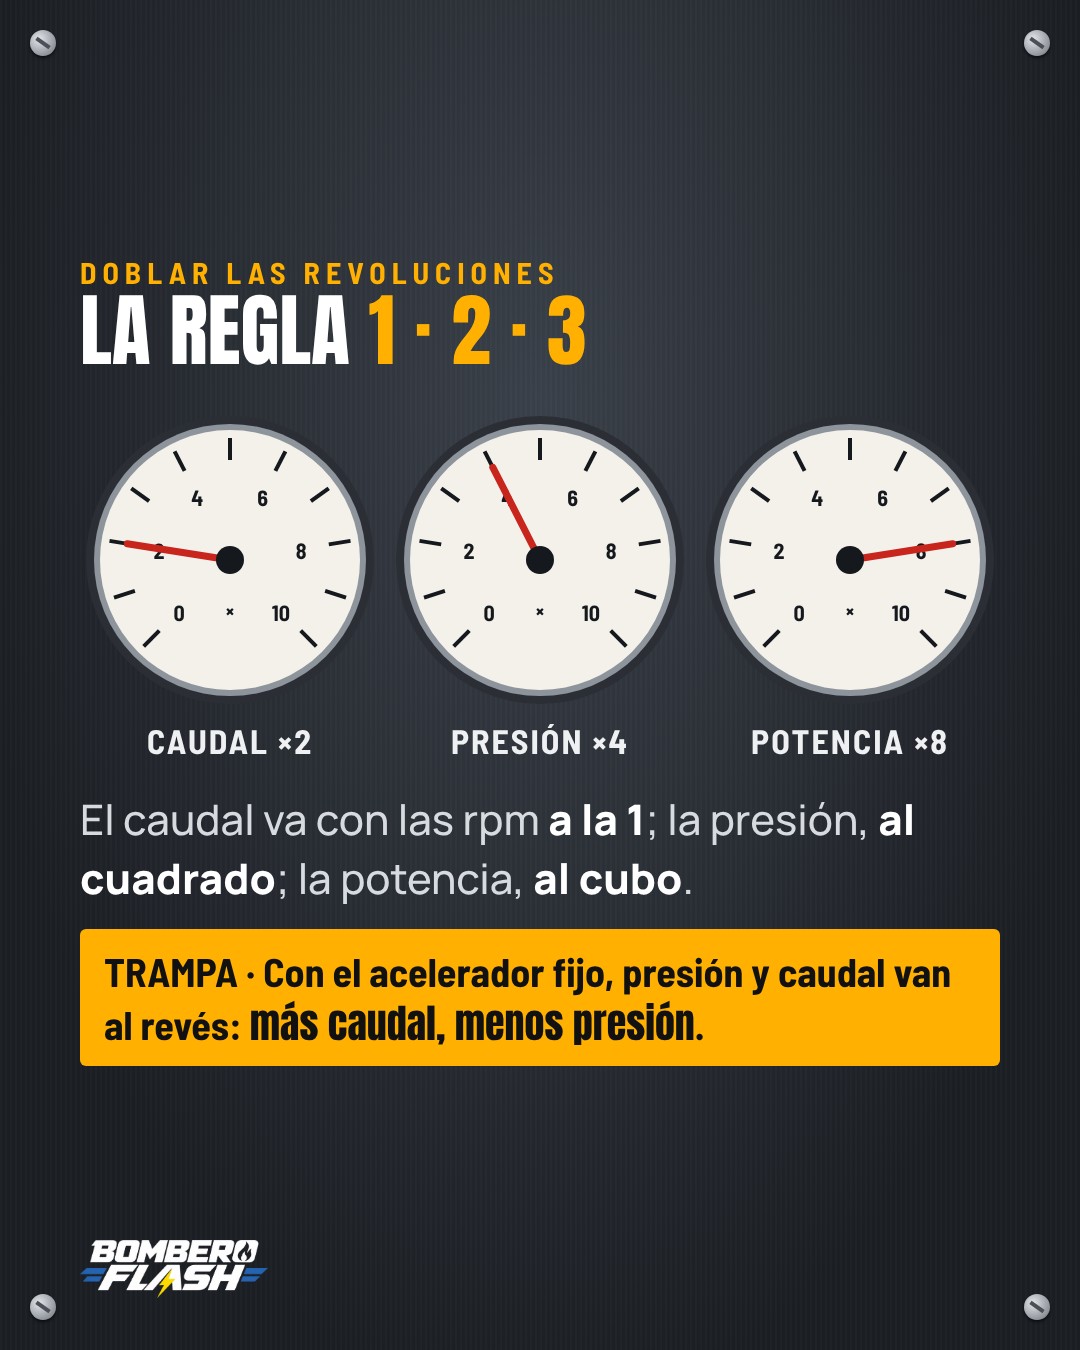 DOBLAR LAS REVOLUCIONES
LA REGLA 1 · 2 · 3
4 6
2 8
0 × 10
6
2 8
0 × 10
4 6
2 8
0 × 10
CAUDAL ×2
PRESIÓN ×4
POTENCIA ×8
El caudal va con las rpm a la 1; la presión, al
cuadrado; la potencia, al cubo.
TRAMPA · Con el acelerador fijo, presión y caudal van
al revés: más caudal, menos presión.
BOMBERO
FLASH